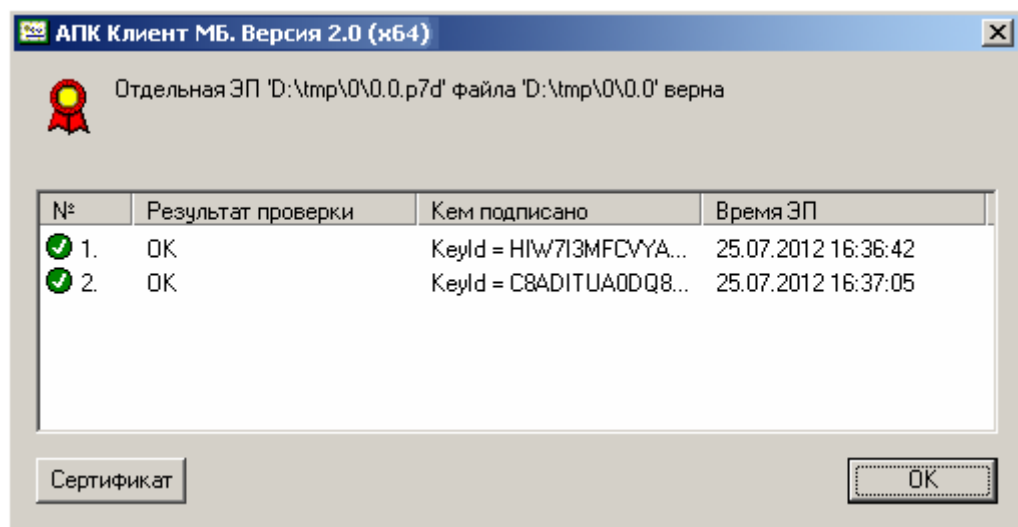 АПК Клиент МБ. Версия 2.0 (x64)
Отдельная ЭП 'D:\tmp\0\0.0.p7d' файла 'D:\tmp\0\0.0' верна
№ Результат проверки Кем подписано Время ЭП
1. OK KeyId = HIW7I3MFCVYA... 25.07.2012 16:36:42
2. OK KeyId = C8ADITUA0DQ8... 25.07.2012 16:37:05
Сертификат OK